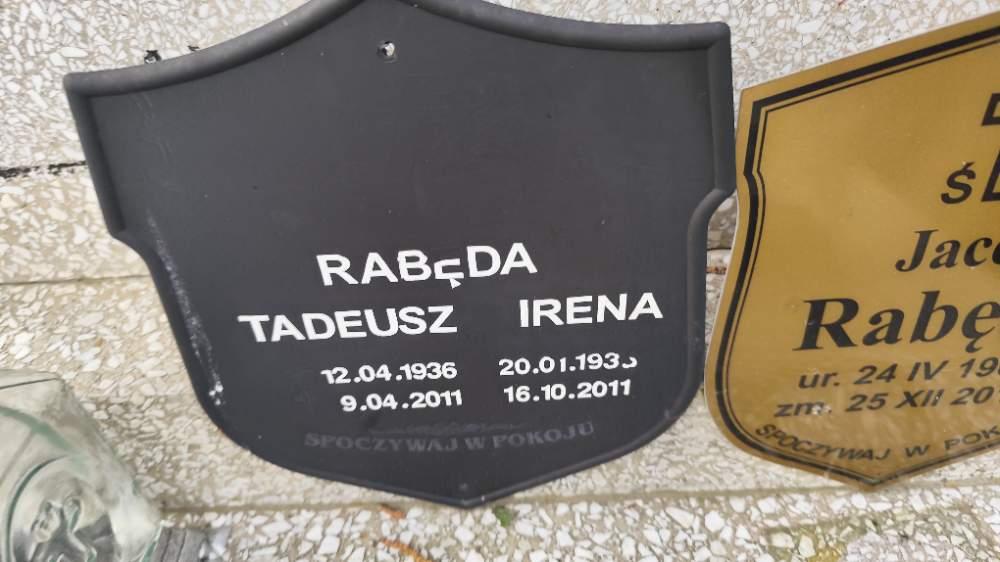 RABĘDA
TADEUSZ IRENA
12.04.1936 20.01.193
9.04.2011 16.10.2011
SPOCZYWAJ W POKOJU
Jac
Rabę
ur. 24 IV 19
zm. 25 XII 201
SPOCZYWAJ W POK